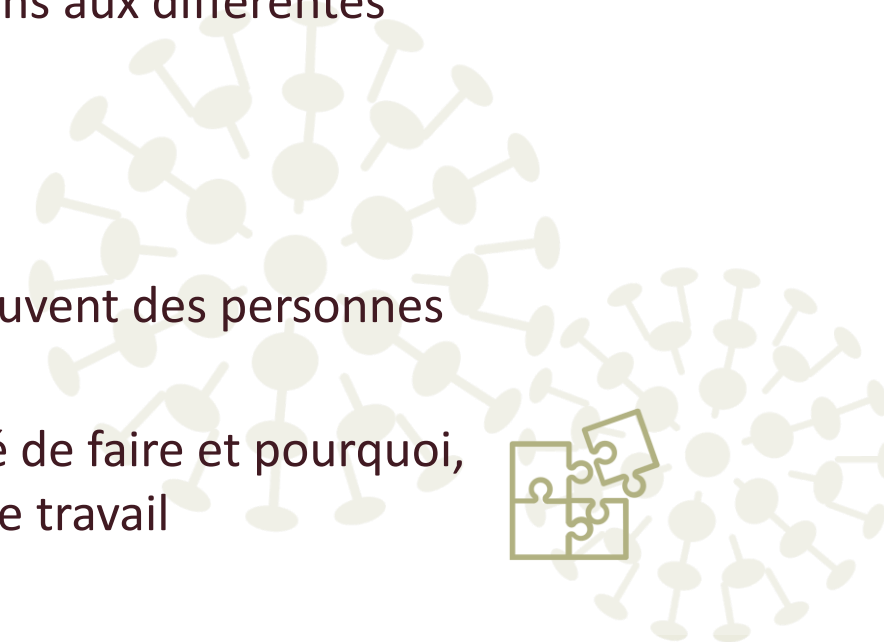 ns aux différentes
uvent des personnes
é de faire et pourquoi,
e travail